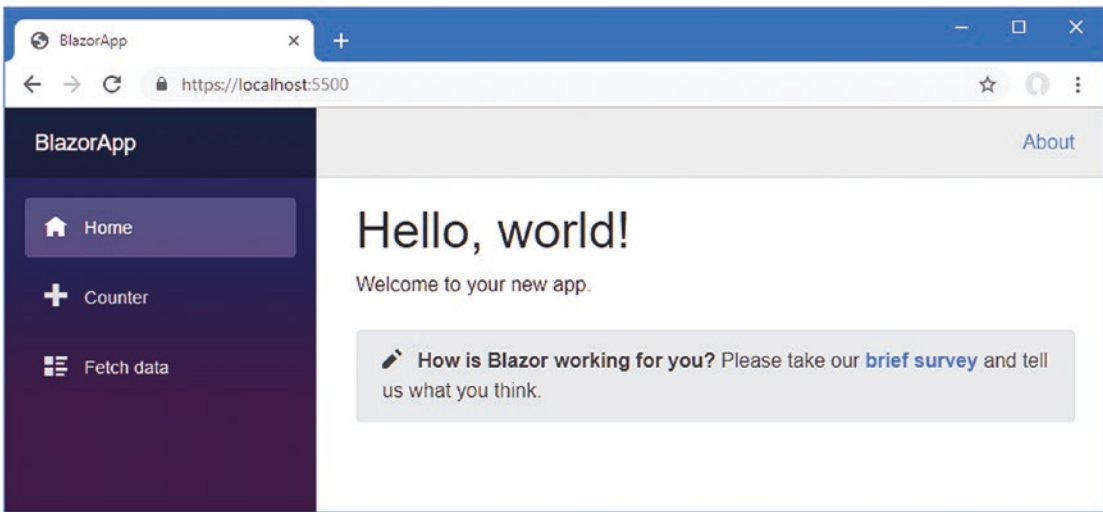 BlazorApp
https://localhost:5500
BlazorApp
About
Home
Counter
Fetch data
Hello, world!
Welcome to your new app.
How is Blazor working for you? Please take our brief survey and tell
us what you think.